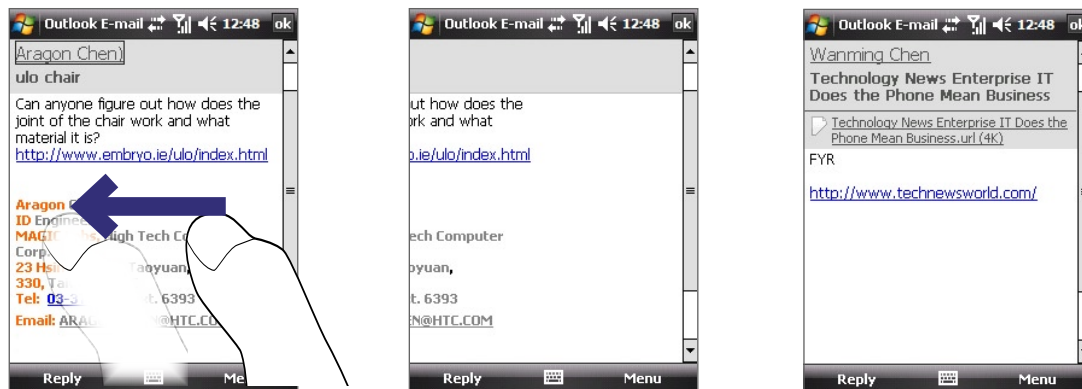 Outlook E-mail 12:48 ok
Aragon Chen)
ulo chair
Can anyone figure out how does the
joint of the chair work and what
material it is?
http://www.embryo.ie/ulo/index.html
Aragon
ID Engine
MAGIC High Tech Co
Corp.
23 Hsi Taoyuan,
330, Ta
Tel: 03-3 t. 6393
Email: ARAG N@HTC.CO
Reply Me
Outlook E-mail 12:48 ok
ut how does the
ork and what
o.ie/ulo/index.html
ech Computer
oyuan,
t. 6393
EN@HTC.COM
Reply Menu
Outlook E-mail 12:48 ok
Wanming Chen
Technology News Enterprise IT
Does the Phone Mean Business
Technology News Enterprise IT Does the
Phone Mean Business.url (4K)
FYR
http://www.technewsworld.com/
Reply Menu